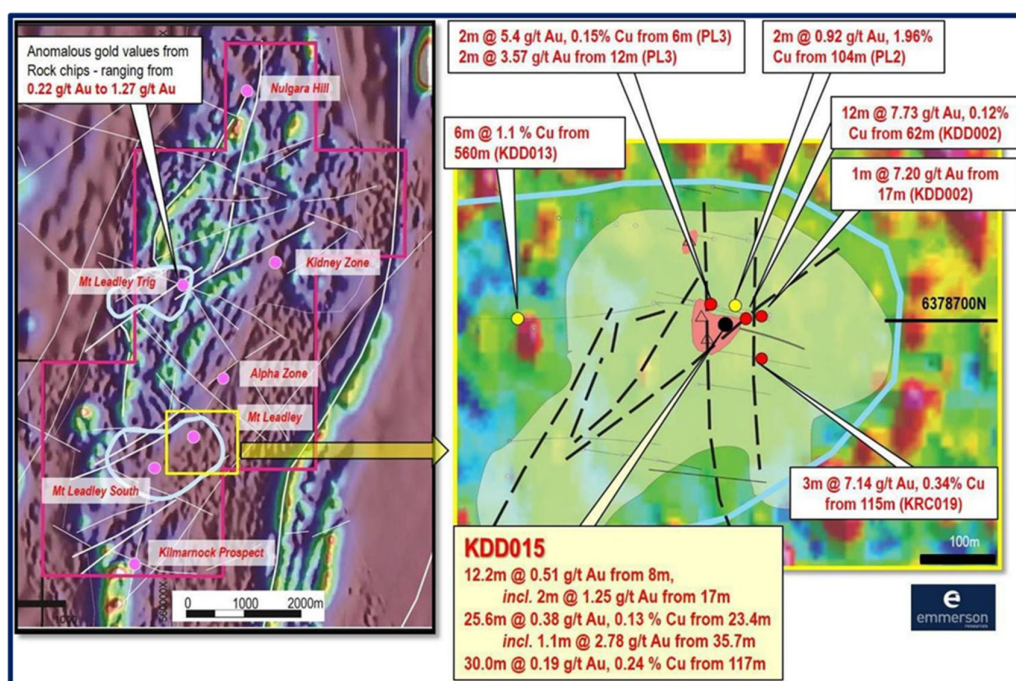 Anomalous gold values from
Rock chips - ranging from
0.22 g/t Au to 1.27 g/t Au
Nulgara Hill
Kidney Zone
Mt Leadley Trig
Alpha Zone
Mt Leadley
Mt Leadley South
Kilmarnock Prospect
0 1000 2000m
2m @ 5.4 g/t Au, 0.15% Cu from 6m (PL3)
2m @ 3.57 g/t Au from 12m (PL3)
2m @ 0.92 g/t Au, 1.96%
Cu from 104m (PL2)
6m @ 1.1 % Cu from
560m (KDD013)
12m @ 7.73 g/t Au, 0.12%
Cu from 62m (KDD002)
1m @ 7.20 g/t Au from
17m (KDD002)
6378700N
3m @ 7.14 g/t Au, 0.34% Cu
from 115m (KRC019)
100m
KDD015
12.2m @ 0.51 g/t Au from 8m,
incl. 2m @ 1.25 g/t Au from 17m
25.6m @ 0.38 g/t Au, 0.13 % Cu from 23.4m
incl. 1.1m @ 2.78 g/t Au from 35.7m
30.0m @ 0.19 g/t Au, 0.24 % Cu from 117m
e
emmerson